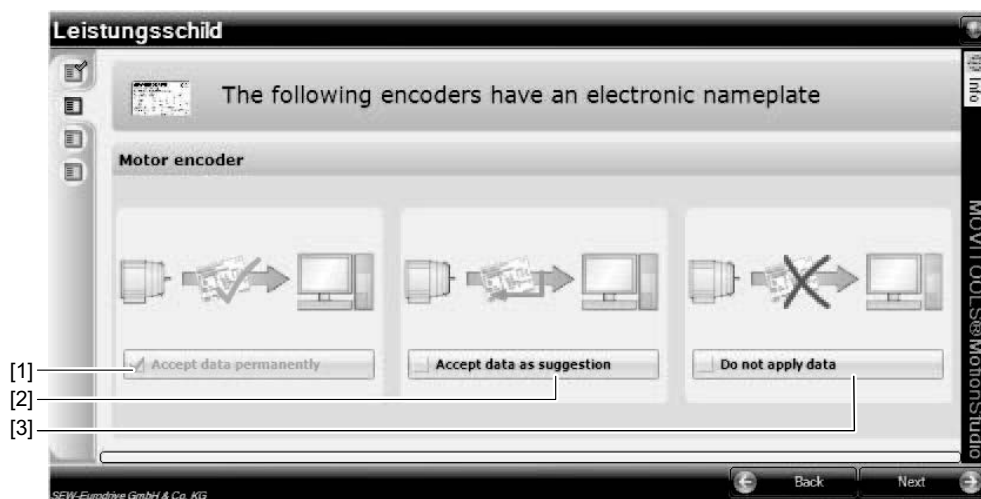 Leistungsschild
Info
The following encoders have an electronic nameplate
Motor encoder
[1]
Accept data permanently
Accept data as suggestion
Do not apply data
[2]
[3]
MOVITOOLS®MotionStudio
Back
Next
SEW-Eurodrive GmbH & Co. KG